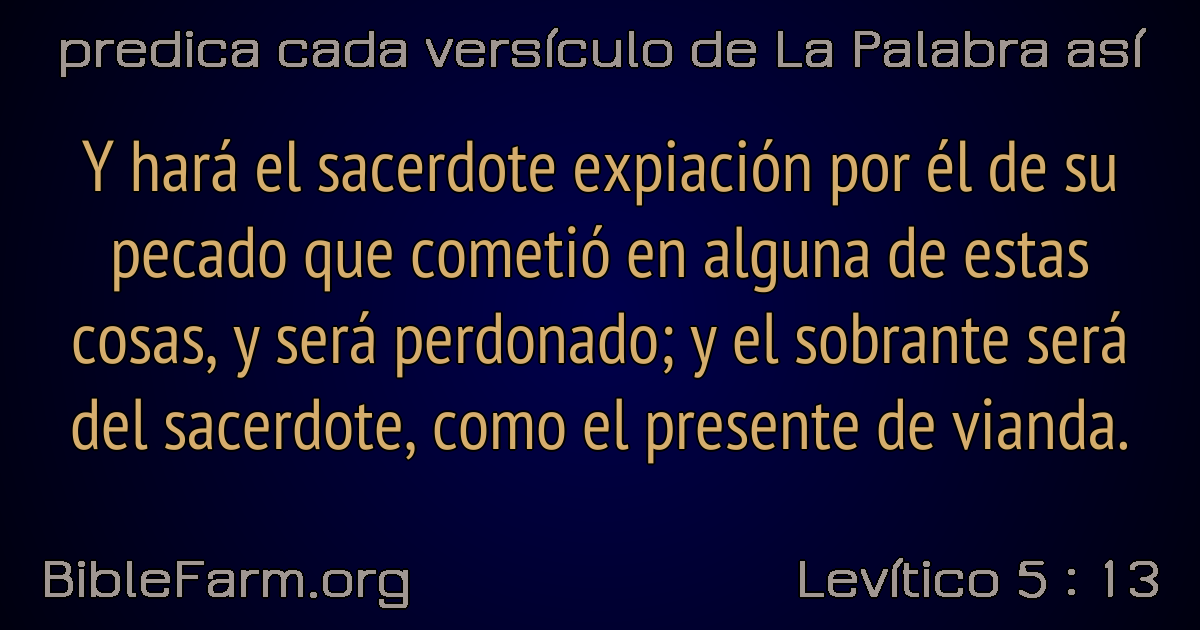 predica cada versículo de La Palabra así
Y hará el sacerdote expiación por él de su
pecado que cometió en alguna de estas
cosas, y será perdonado; y el sobrante será
del sacerdote, como el presente de vianda.
BibleFarm.org
Levítico 5 : 13